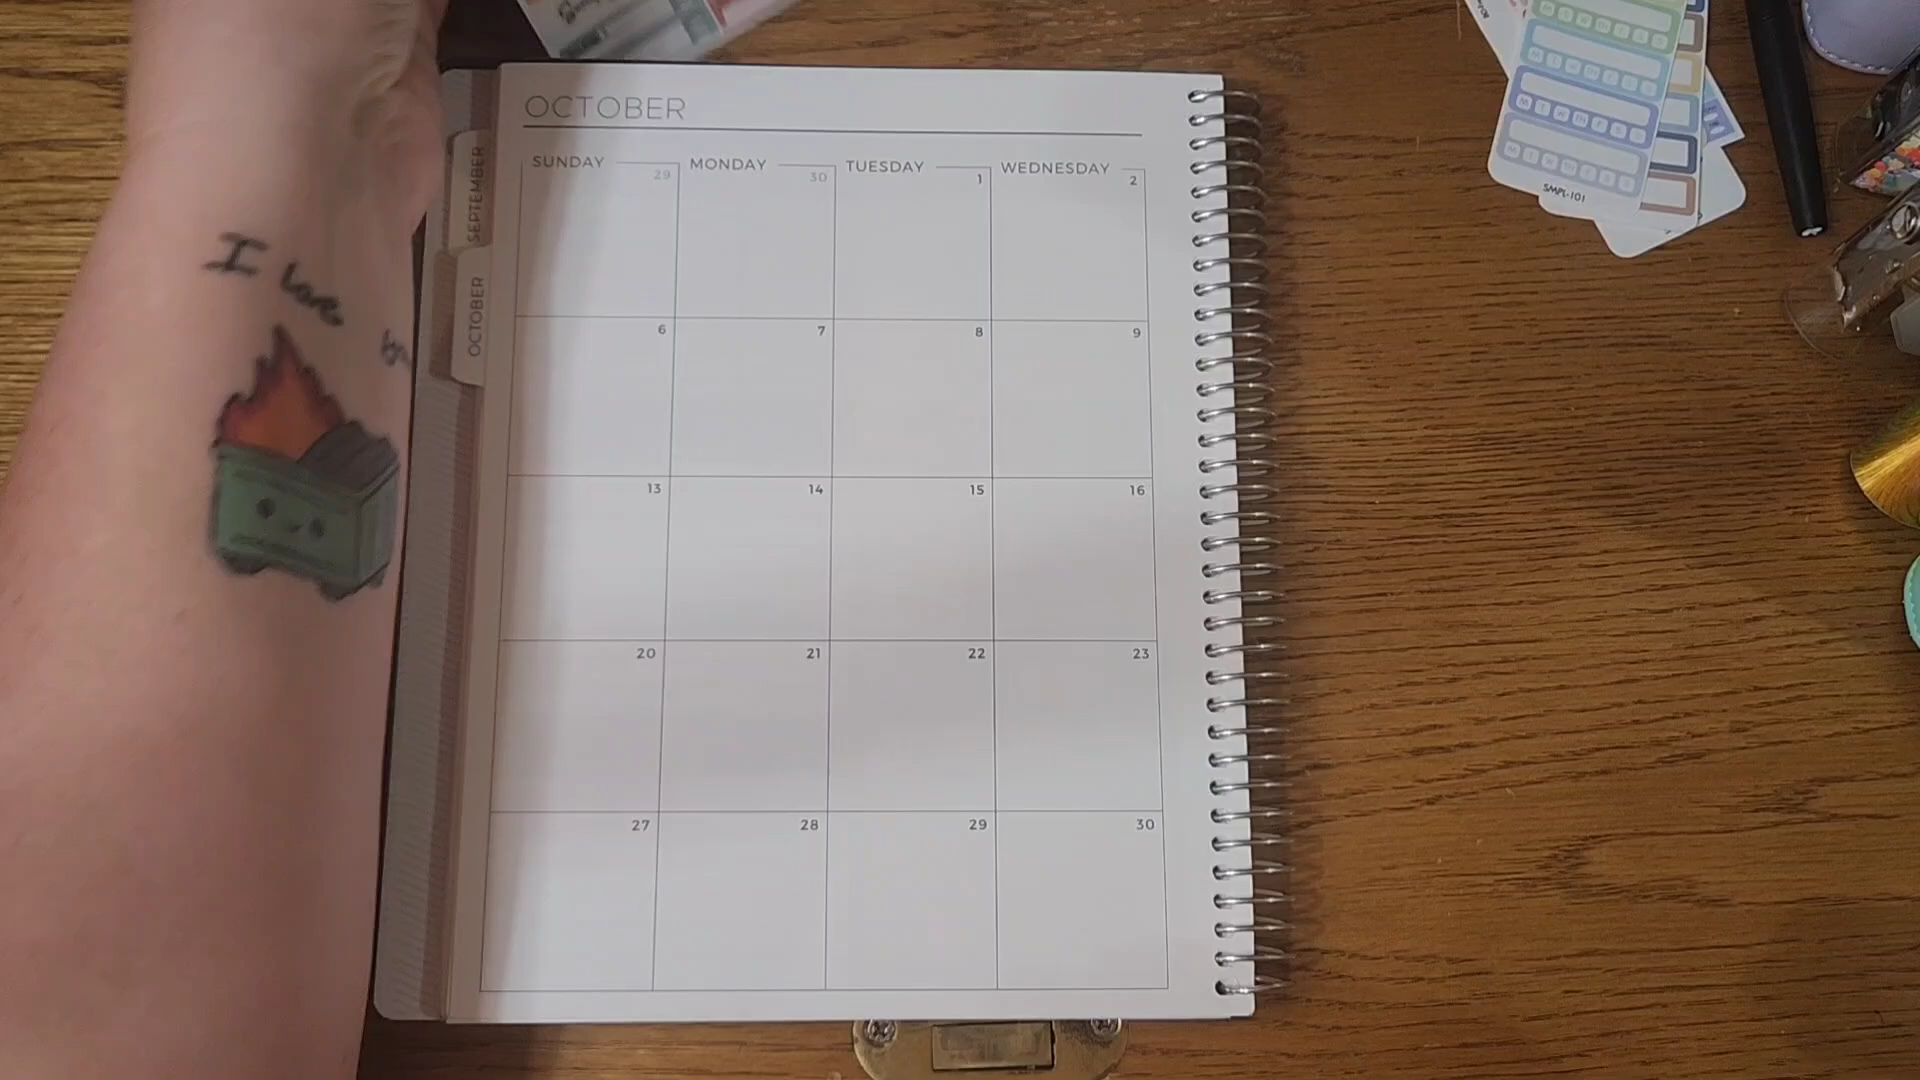 OCTOBER
SUNDAY MONDAY TUESDAY WEDNESDAY
29 30 1 2
6 7 8 9
13 14 15 16
20 21 22 23
27 28 29 30
SEPTEMBER
OCTOBER
I love
SMPL-101